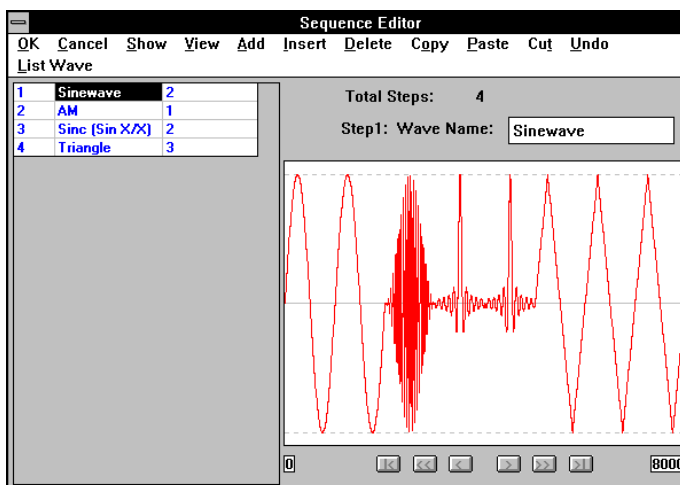 Sequence Editor
OK Cancel Show View Add Insert Delete Copy Paste Cut Undo
List Wave
1 Sinewave 2
2 AM 1
3 Sinc (Sin X/X) 2
4 Triangle 3
Total Steps: 4
Step1: Wave Name: Sinewave
0 8000